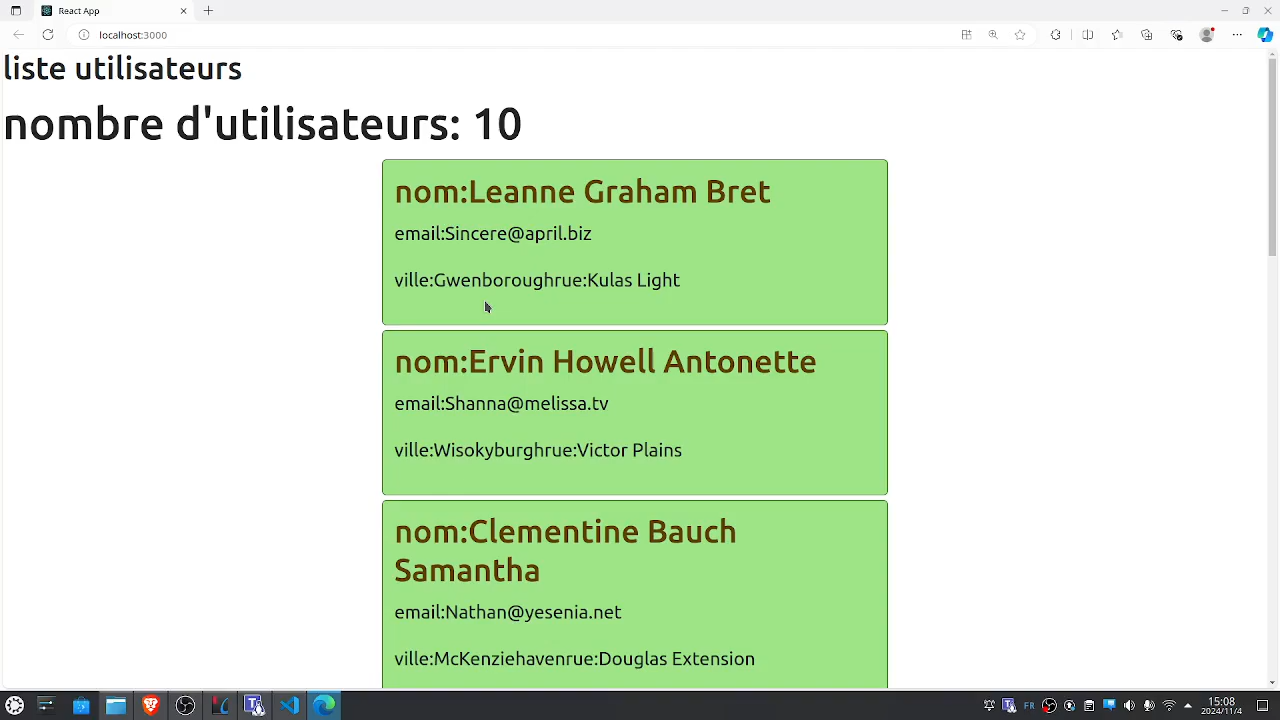 React App
localhost:3000
liste utilisateurs
nombre d'utilisateurs: 10
nom:Leanne Graham Bret
email:Sincere@april.biz
ville:Gwenboroughrue:Kulas Light
nom:Ervin Howell Antonette
email:Shanna@melissa.tv
ville:Wisokyburghrue:Victor Plains
nom:Clementine Bauch
Samantha
email:Nathan@yesenia.net
ville:McKenziehavenrue:Douglas Extension
FR
15:08
2024/11/4